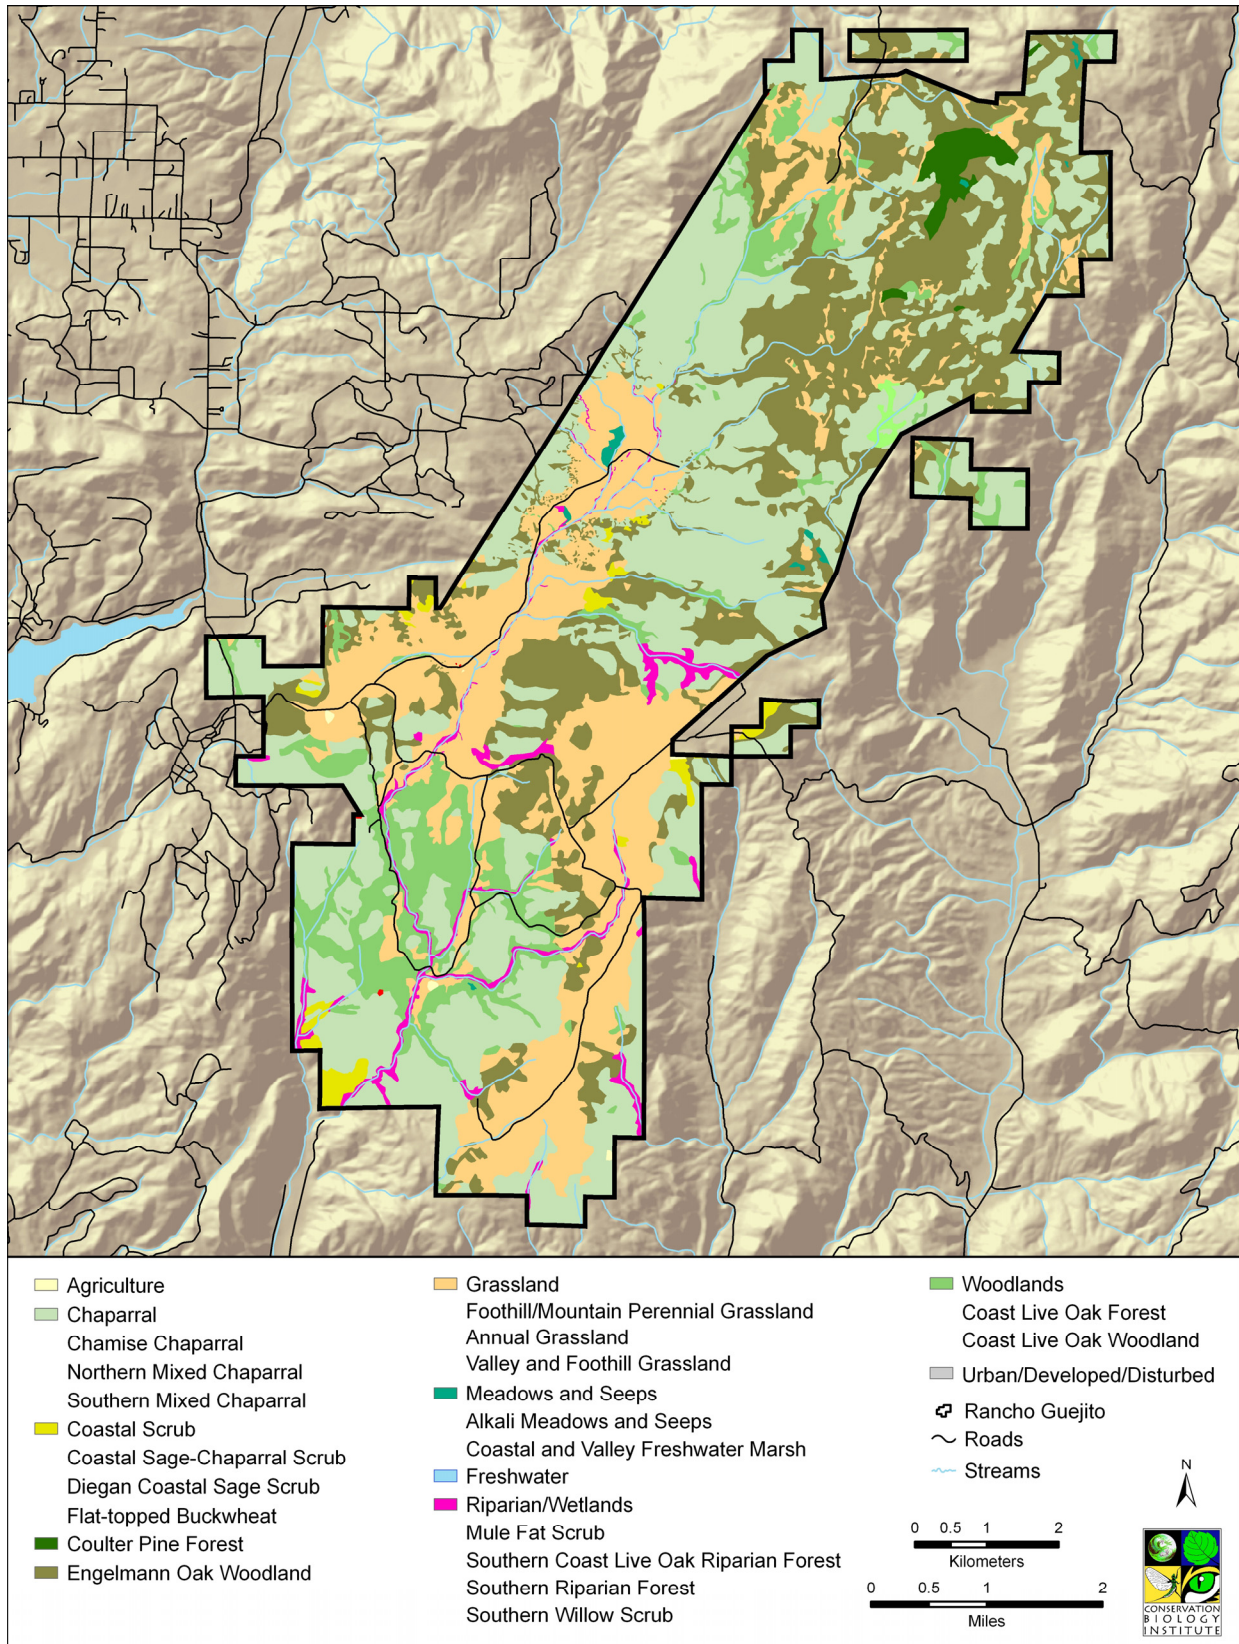 Agriculture
Chaparral
Chamise Chaparral
Northern Mixed Chaparral
Southern Mixed Chaparral
Coastal Scrub
Coastal Sage-Chaparral Scrub
Diegan Coastal Sage Scrub
Flat-topped Buckwheat
Coulter Pine Forest
Engelmann Oak Woodland
Grassland
Foothill/Mountain Perennial Grassland
Annual Grassland
Valley and Foothill Grassland
Meadows and Seeps
Alkali Meadows and Seeps
Coastal and Valley Freshwater Marsh
Freshwater
Riparian/Wetlands
Mule Fat Scrub
Southern Coast Live Oak Riparian Forest
Southern Riparian Forest
Southern Willow Scrub
Woodlands
Coast Live Oak Forest
Coast Live Oak Woodland
Urban/Developed/Disturbed
Rancho Guejito
Roads
Streams
N
0 0.5 1 2
Kilometers
0 0.5 1 2
Miles
CONSERVATION
BIOLOGY
INSTITUTE